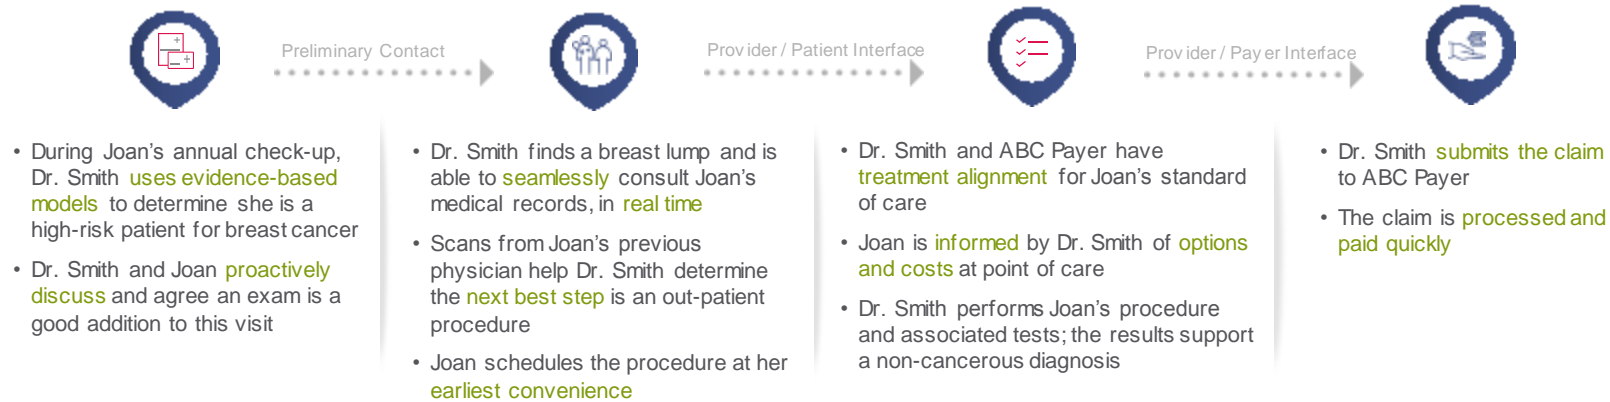 Preliminary Contact
Provider / Patient Interface
Provider / Payer Interface
• During Joan's annual check-up,
Dr. Smith uses evidence-based
models to determine she is a
high-risk patient for breast cancer
• Dr. Smith and Joan proactively
discuss and agree an exam is a
good addition to this visit
• Dr. Smith finds a breast lump and is
able to seamlessly consult Joan's
medical records, in real time
• Scans from Joan's previous
physician help Dr. Smith determine
the next best step is an out-patient
procedure
• Joan schedules the procedure at her
earliest convenience
• Dr. Smith and ABC Payer have
treatment alignment for Joan's standard
of care
• Joan is informed by Dr. Smith of options
and costs at point of care
• Dr. Smith performs Joan's procedure
and associated tests; the results support
a non-cancerous diagnosis
• Dr. Smith submits the claim
to ABC Payer
• The claim is processed and
paid quickly